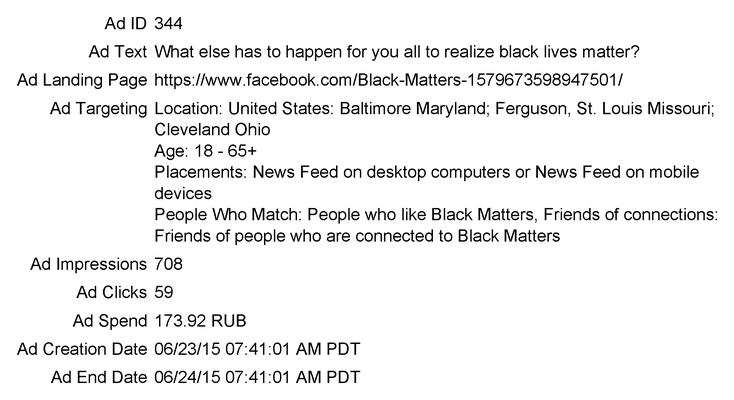 Ad ID 344
Ad Text What else has to happen for you all to realize black lives matter?
Ad Landing Page https://www.facebook.com/Black-Matters-1579673598947501/
Ad Targeting Location: United States: Baltimore Maryland; Ferguson, St. Louis Missouri;
Cleveland Ohio
Age: 18 - 65+
Placements: News Feed on desktop computers or News Feed on mobile
devices
People Who Match: People who like Black Matters, Friends of connections:
Friends of people who are connected to Black Matters
Ad Impressions 708
Ad Clicks 59
Ad Spend 173.92 RUB
Ad Creation Date 06/23/15 07:41:01 AM PDT
Ad End Date 06/24/15 07:41:01 AM PDT